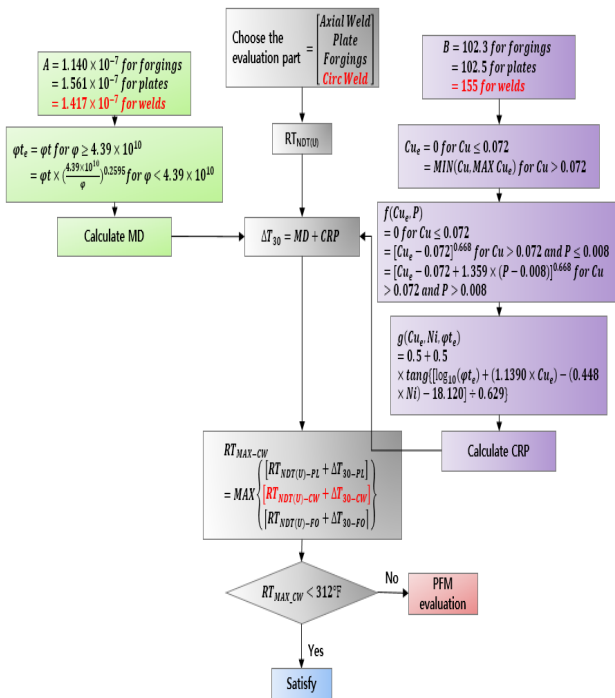 Choose the
evaluation part
=
[Axial Weld
Plate
Forgings
Circ Weld]
RT_NDT(U)
A = 1.140 × 10^-7 for forgings
= 1.561 × 10^-7 for plates
= 1.417 × 10^-7 for welds
φt_e = φt for φ ≥ 4.39 × 10^10
= φt × (4.39×10^10/φ)^0.2595 for φ < 4.39 × 10^10
Calculate MD
ΔT_30 = MD + CRP
B = 102.3 for forgings
= 102.5 for plates
= 155 for welds
Cu_e = 0 for Cu ≤ 0.072
= MIN(Cu, MAX Cu_e) for Cu > 0.072
f(Cu_e, P)
= 0 for Cu ≤ 0.072
= [Cu_e − 0.072]^0.668 for Cu > 0.072 and P ≤ 0.008
= [Cu_e − 0.072 + 1.359 × (P − 0.008)]^0.668 for Cu
> 0.072 and P > 0.008
g(Cu_e, Ni, φt_e)
= 0.5 + 0.5
× tang{[log_10(φt_e) + (1.1390 × Cu_e) − (0.448
× Ni) − 18.120] ÷ 0.629}
Calculate CRP
RT_MAX−CW
= MAX
{[RT_NDT(U)−PL + ΔT_30−PL]
[RT_NDT(U)−CW + ΔT_30−CW]
[RT_NDT(U)−FO + ΔT_30−FO]}
RT_MAX_CW < 312°F
No
PFM
evaluation
Yes
Satisfy